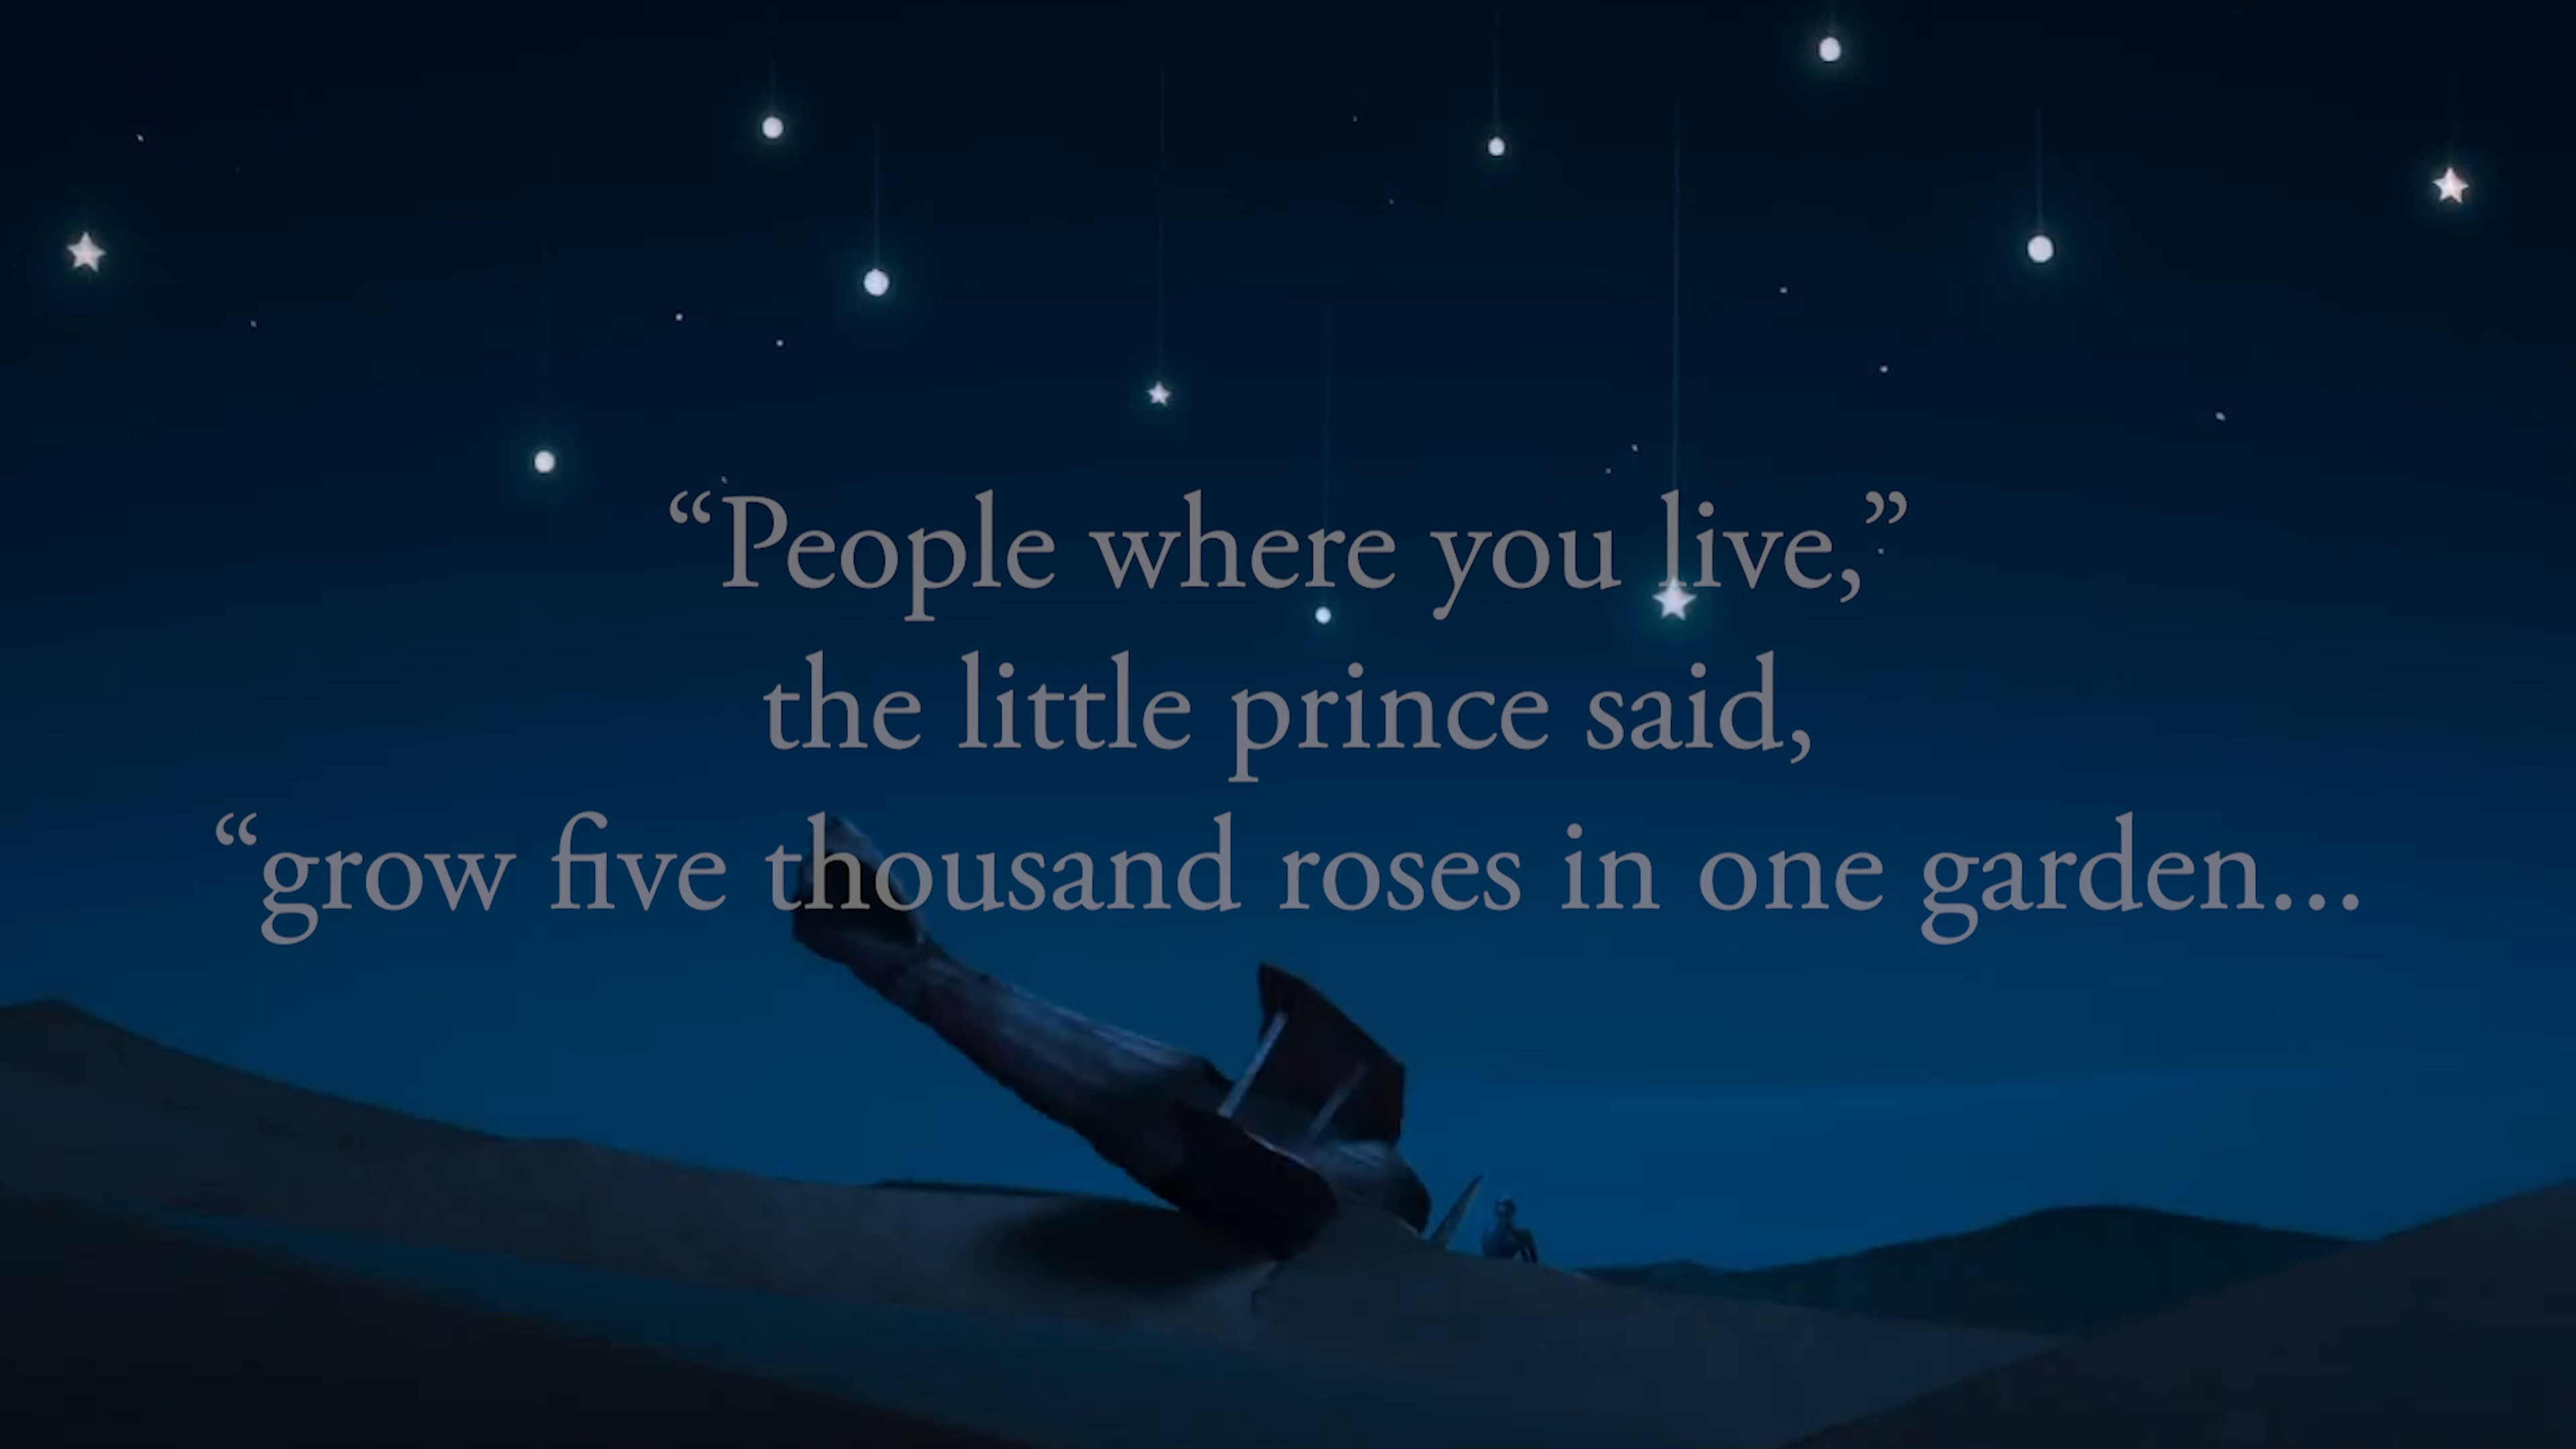 “People where you live,”
the little prince said,
“grow five thousand roses in one garden...